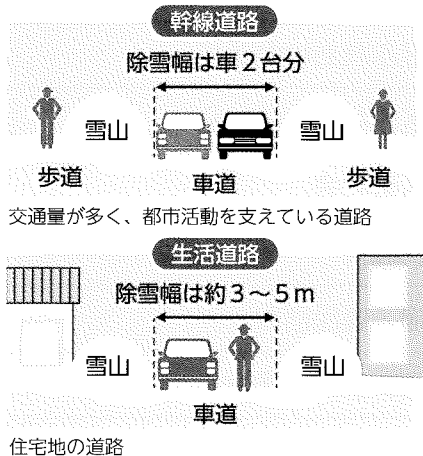 幹線道路
除雪幅は車2台分
雪山 雪山
歩道 車道 歩道
交通量が多く、都市活動を支えている道路
生活道路
除雪幅は約3～5m
雪山 雪山
車道
住宅地の道路